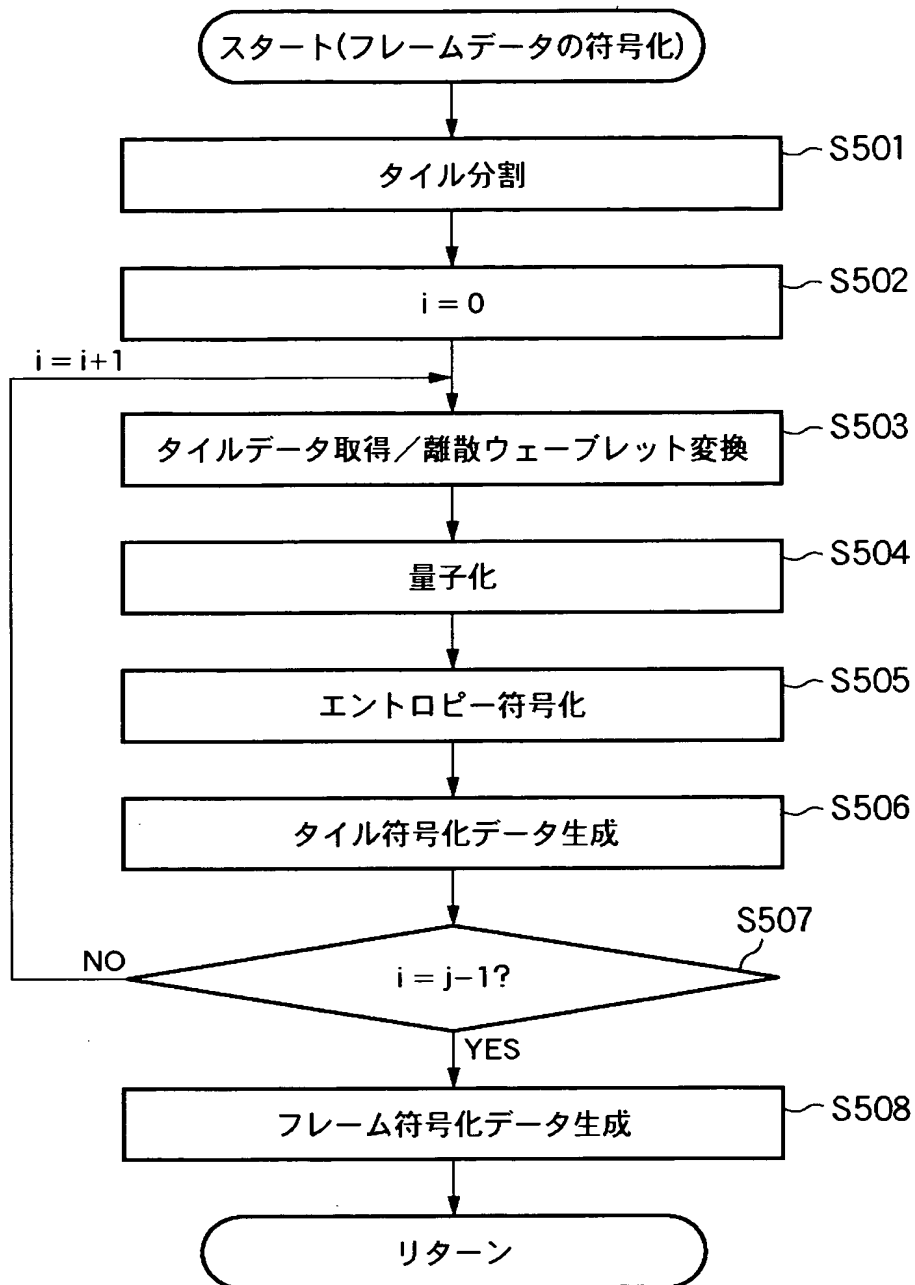 スタート(フレームデータの符号化)
タイル分割
S501
i = 0
S502
i = i+1
タイルデータ取得／離散ウェーブレット変換
S503
量子化
S504
エントロピー符号化
S505
タイル符号化データ生成
S506
S507
NO
i = j−1?
YES
フレーム符号化データ生成
S508
リターン